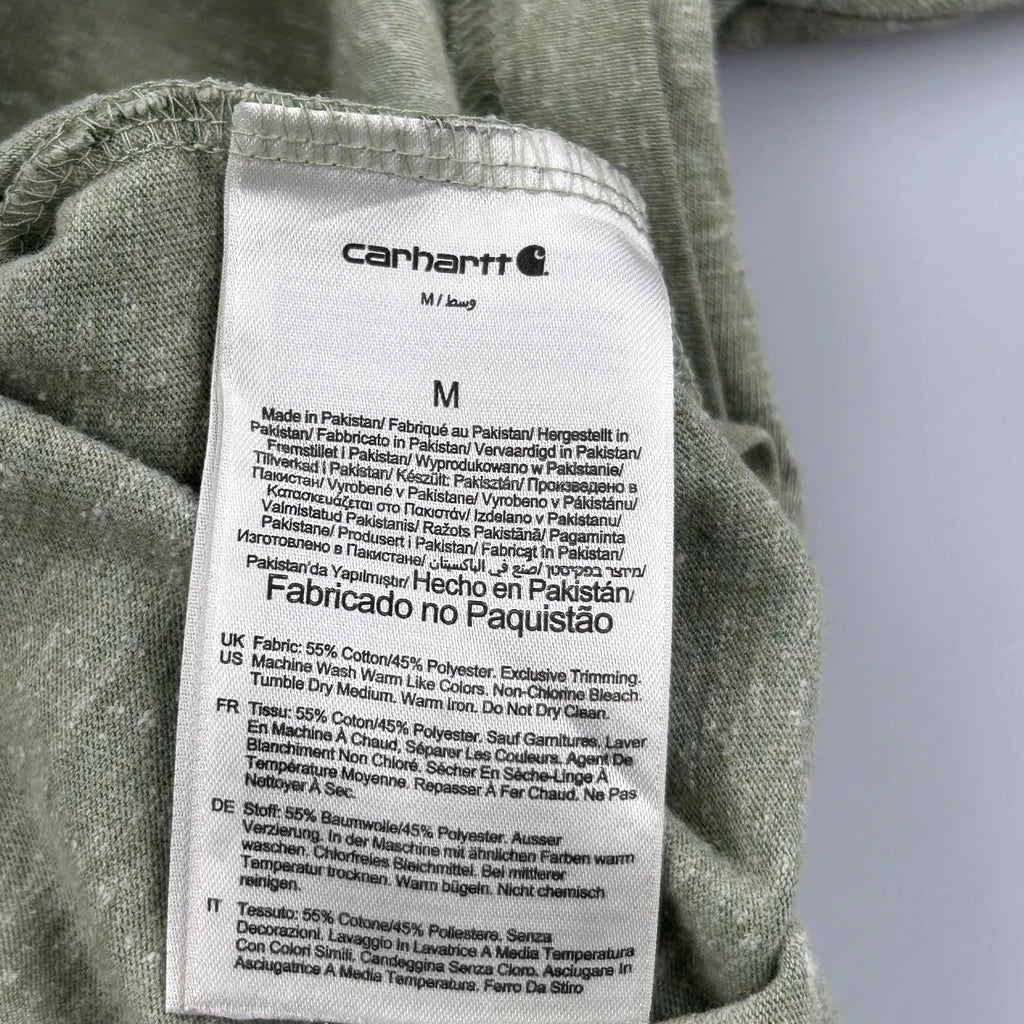 carhartt
M / وسط
M
Made in Pakistan/ Fabriqué au Pakistan/ Hergestellt in
Pakistan/ Fabbricato in Pakistan/ Vervaardigd in Pakistan/
Fremstillet i Pakistan/ Wyprodukowano w Pakistanie/
Tillverkad i Pakistan/ Készült: Pakisztán/ Произведено в
Пакистан/ Vyrobené v Pakistane/ Vyrobeno v Pákistánu/
Κατασκευάζεται στο Πακιστάν/ Izdelano v Pakistanu/
Valmistatud Pakistanis/ Ražots Pakistānā/ Pagaminta
Pakistane/ Produsert i Pakistan/ Fabricat în Pakistan/
Изготовлено в Пакистане/ صُنع في الباكستان/ מיוצר בפקיסטן/
Pakistan'da Yapılmıştır/ Hecho en Pakistán/
Fabricado no Paquistão
UK Fabric: 55% Cotton/45% Polyester. Exclusive Trimming.
US Machine Wash Warm Like Colors. Non-Chlorine Bleach.
Tumble Dry Medium. Warm Iron. Do Not Dry Clean.
FR Tissu: 55% Coton/45% Polyester. Sauf Garnitures. Laver
En Machine À Chaud. Séparer Les Couleurs. Agent De
Blanchiment Non Chloré. Sécher En Sèche-Linge À
Température Moyenne. Repasser À Fer Chaud. Ne Pas
Nettoyer À Sec.
DE Stoff: 55% Baumwolle/45% Polyester. Ausser
Verzierung. In der Maschine mit ähnlichen Farben warm
waschen. Chlorfreies Bleichmittel. Bei mittlerer
Temperatur trocknen. Warm bügeln. Nicht chemisch
reinigen.
IT Tessuto: 55% Cotone/45% Poliestere. Senza
Decorazioni. Lavaggio In Lavatrice A Media Temperatura
Con Colori Simili. Candeggina Senza Cloro. Asciugare In
Asciugatrice A Media Temperatura. Ferro Da Stiro